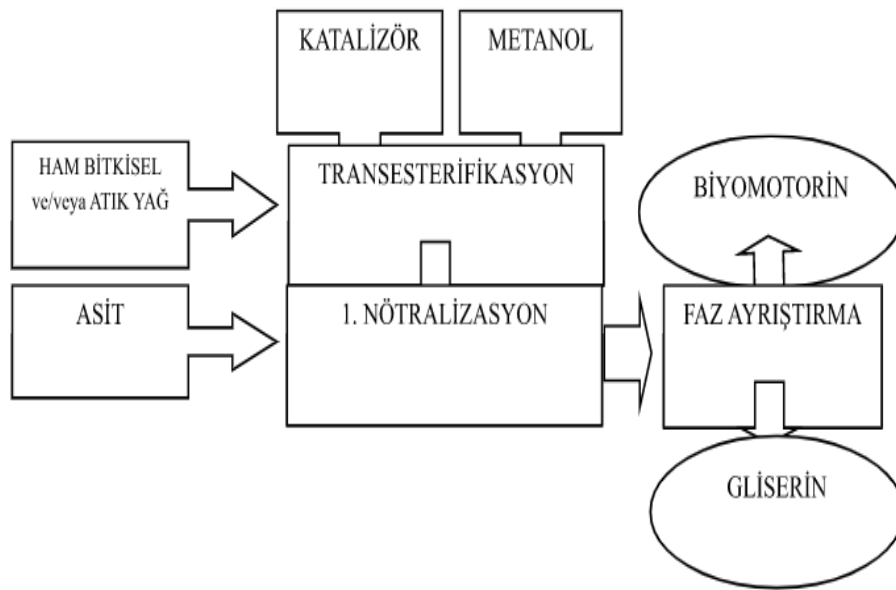 KATALİZÖR
METANOL
HAM BİTKİSEL
ve/veya ATIK YAĞ
TRANSESTERİFİKASYON
BİYOMOTORİN
ASİT
1. NÖTRALİZASYON
FAZ AYRIŞTIRMA
GLİSERİN